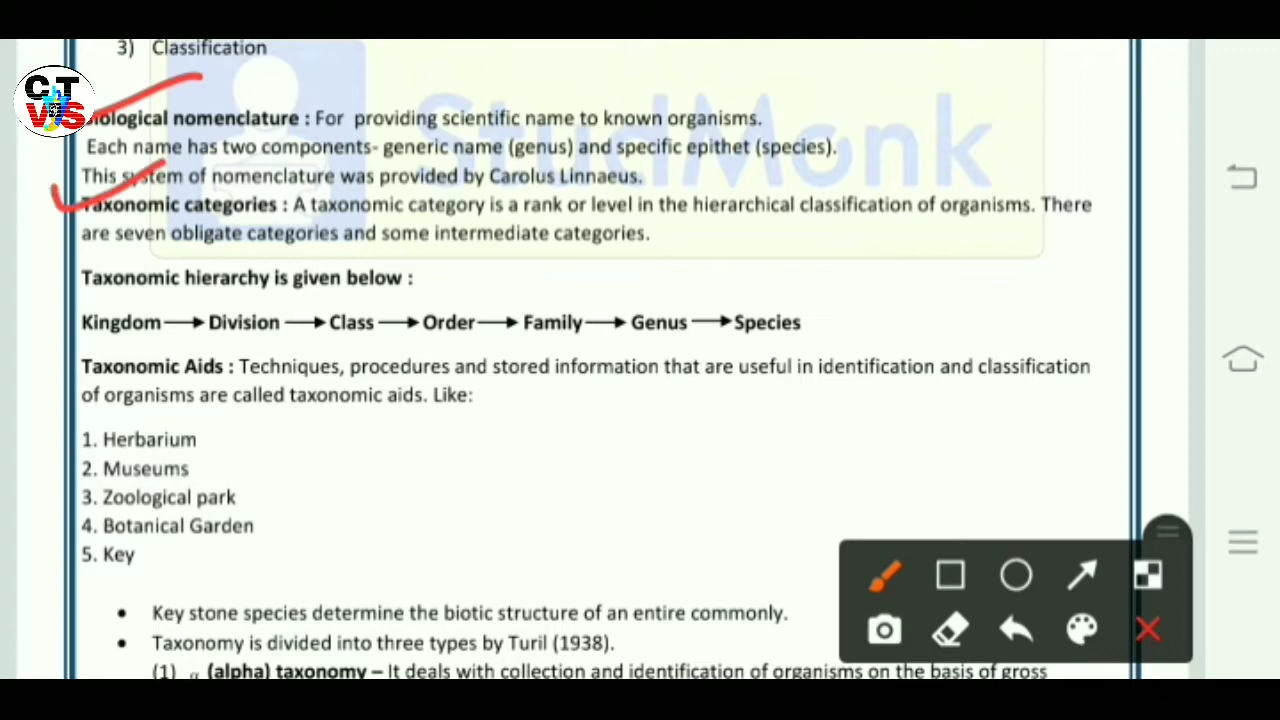 3) Classification
CT
VS
Biological nomenclature : For providing scientific name to known organisms.
Each name has two components- generic name (genus) and specific epithet (species).
This system of nomenclature was provided by Carolus Linnaeus.
Taxonomic categories : A taxonomic category is a rank or level in the hierarchical classification of organisms. There
are seven obligate categories and some intermediate categories.
StudMonk
Taxonomic hierarchy is given below :
Kingdom → Division → Class → Order → Family → Genus → Species
Taxonomic Aids : Techniques, procedures and stored information that are useful in identification and classification
of organisms are called taxonomic aids. Like:
1. Herbarium
2. Museums
3. Zoological park
4. Botanical Garden
5. Key
• Key stone species determine the biotic structure of an entire commonly.
• Taxonomy is divided into three types by Turil (1938).
(1) α (alpha) taxonomy – It deals with collection and identification of organisms on the basis of gross